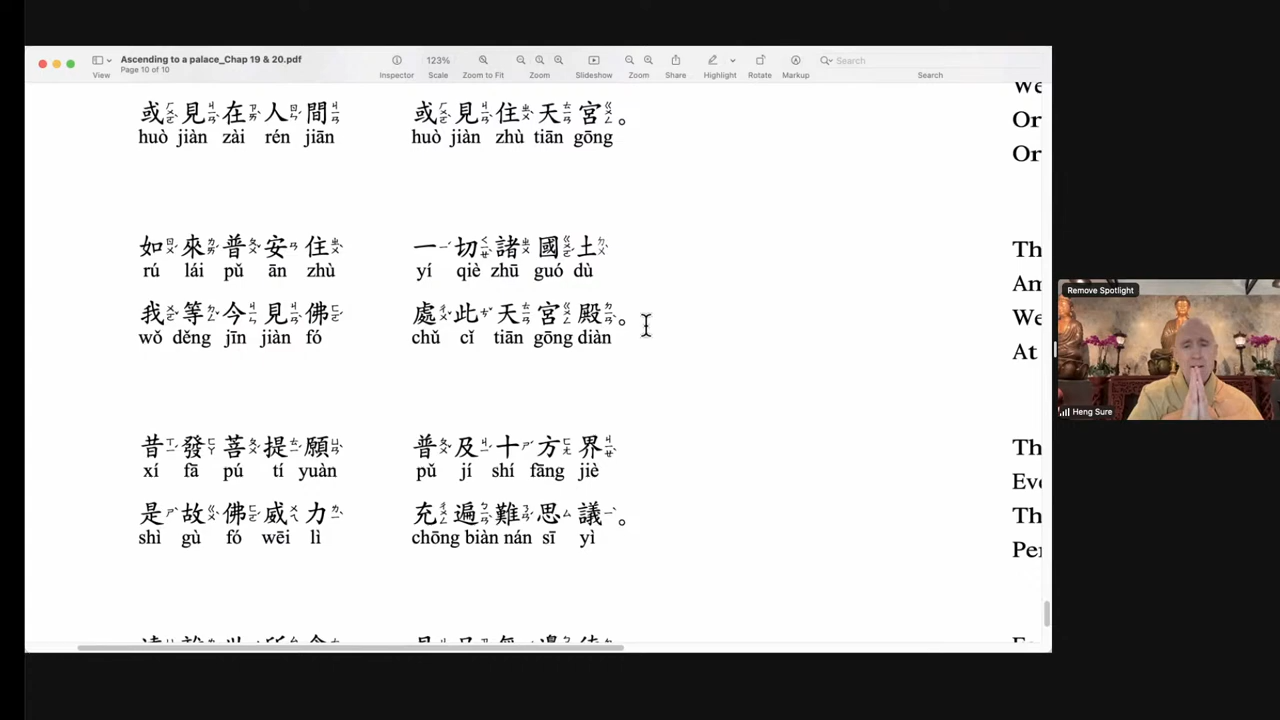 Ascending to a palace_Chap 19 & 20.pdf
Page 10 of 10
View
Inspector
123%
Scale
Zoom to Fit
Zoom
Slideshow
Zoom
Share
Highlight
Rotate
Markup
Search
Search
或見在人間 或見住天宮。
huò jiàn zài rén jiān huò jiàn zhù tiān gōng
We
Or
Or
如來普安住 一切諸國土
rú lái pǔ ān zhù yí qiè zhū guó dù
我等今見佛 處此天宮殿。
wǒ děng jīn jiàn fó chǔ cǐ tiān gōng diàn
Th
An
We
At
昔發菩提願 普及十方界
xí fā pú tí yuàn pǔ jí shí fāng jiè
是故佛威力 充遍難思議。
shì gù fó wēi lì chōng biàn nán sī yì
Th
Eve
Th
Per
Remove Spotlight
Heng Sure